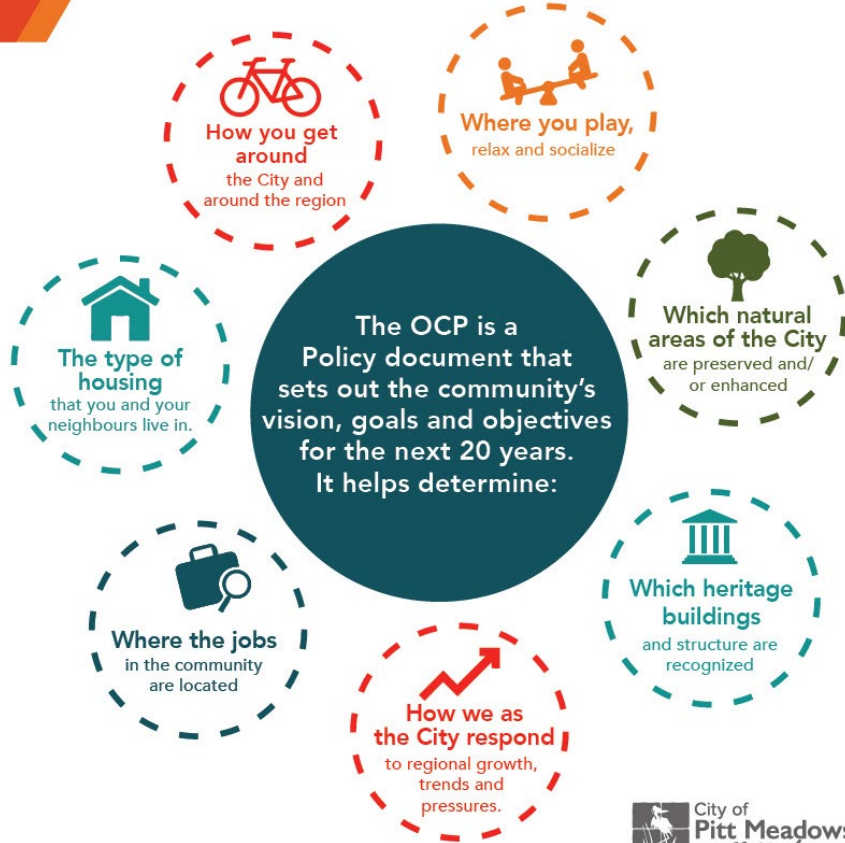 How you get
around
the City and
around the region
Where you play,
relax and socialize
Which natural
areas of the City
are preserved and/
or enhanced
The OCP is a
Policy document that
sets out the community's
vision, goals and objectives
for the next 20 years.
It helps determine:
The type of
housing
that you and your
neighbours live in.
Which heritage
buildings
and structure are
recognized
Where the jobs
in the community
are located
How we as
the City respond
to regional growth,
trends and
pressures.
City of
Pitt Meadows